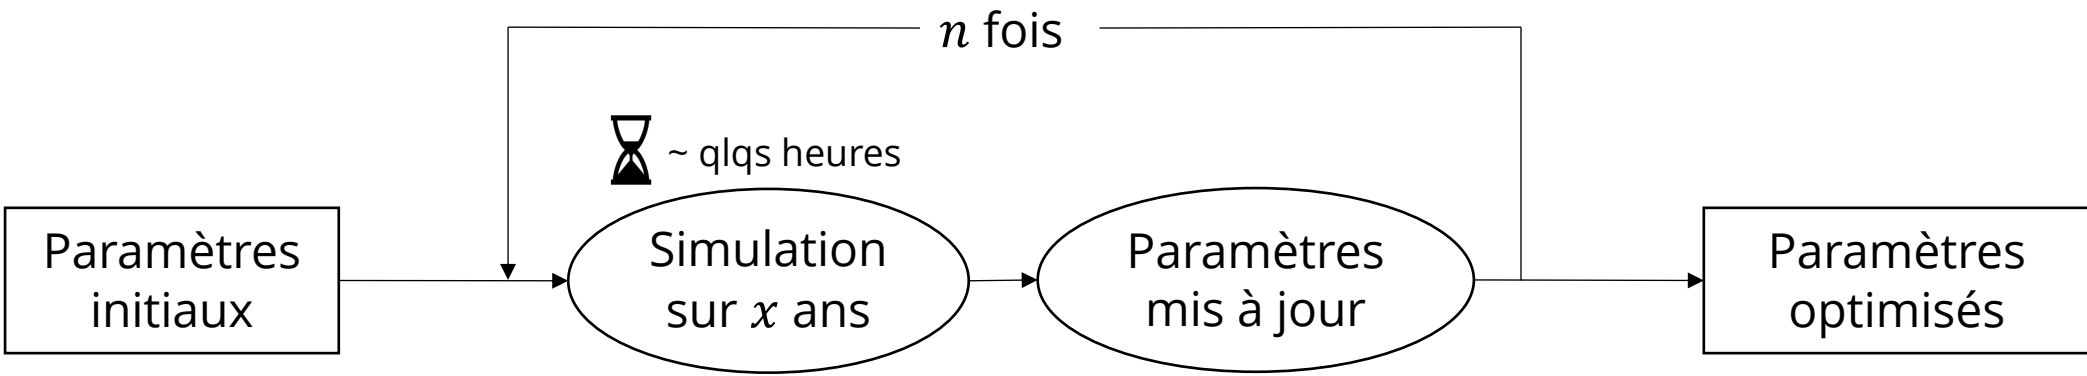 n fois
~ qlqs heures
Paramètres
initiaux
Simulation
sur x ans
Paramètres
mis à jour
Paramètres
optimisés